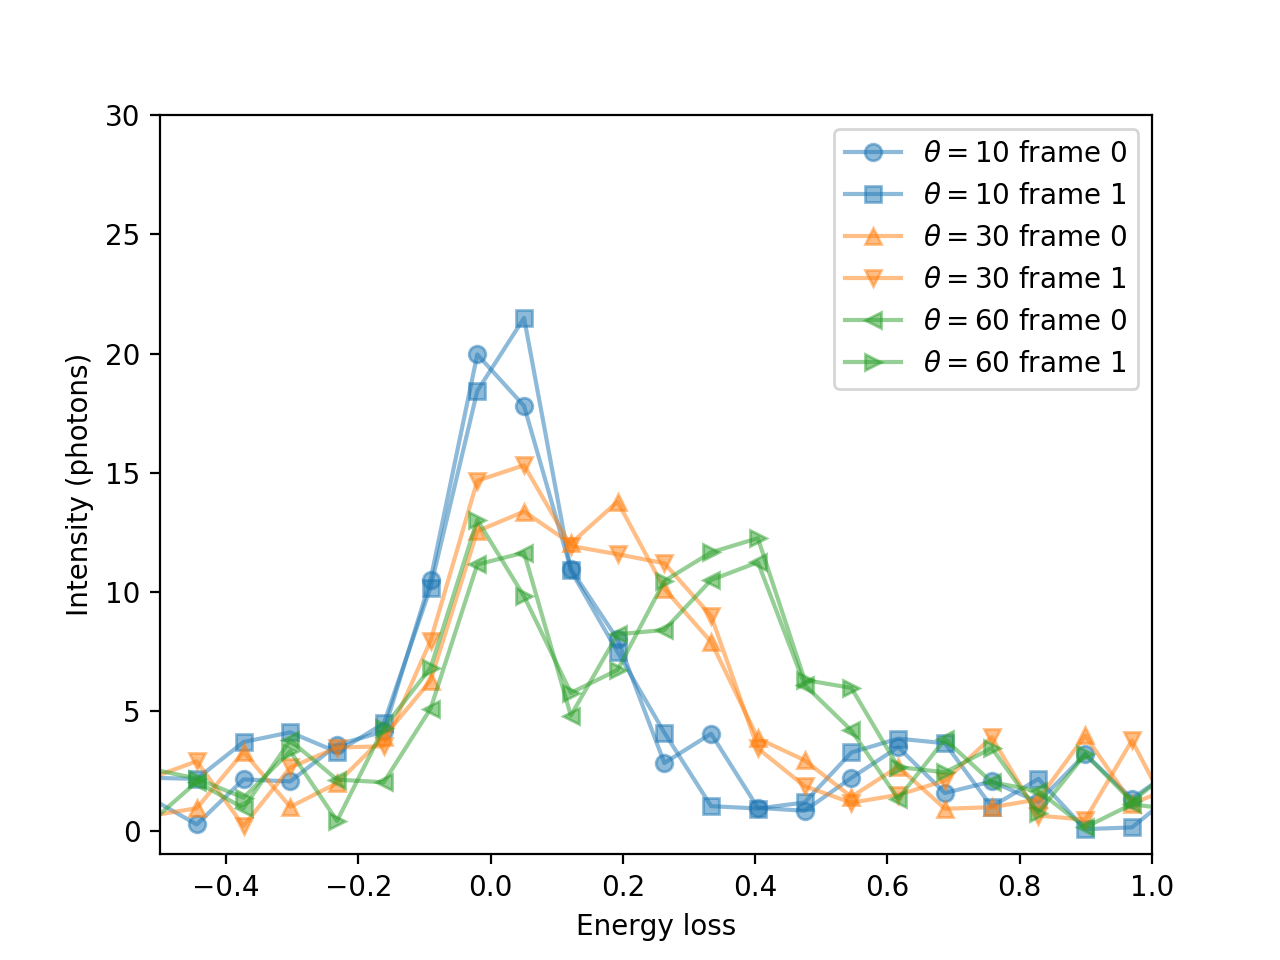 30
25
20
15
10
5
0
Intensity (photons)
θ = 10 frame 0
θ = 10 frame 1
θ = 30 frame 0
θ = 30 frame 1
θ = 60 frame 0
θ = 60 frame 1
−0.4 −0.2 0.0 0.2 0.4 0.6 0.8 1.0
Energy loss